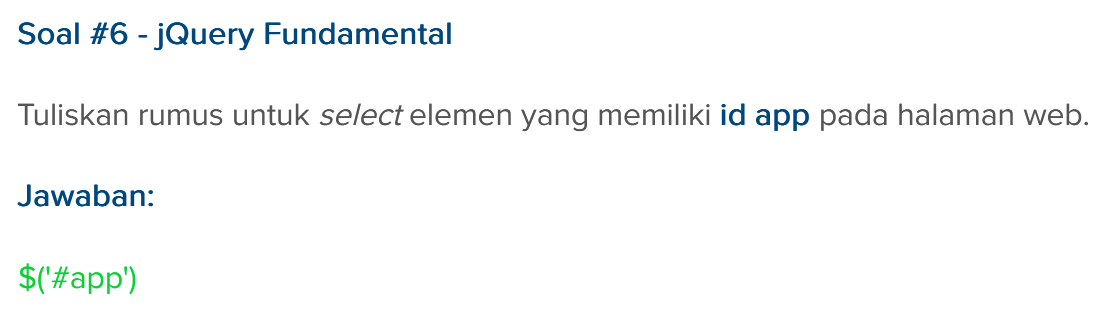 Soal #6 - jQuery Fundamental
Tuliskan rumus untuk select elemen yang memiliki id app pada halaman web.
Jawaban:
$('#app')